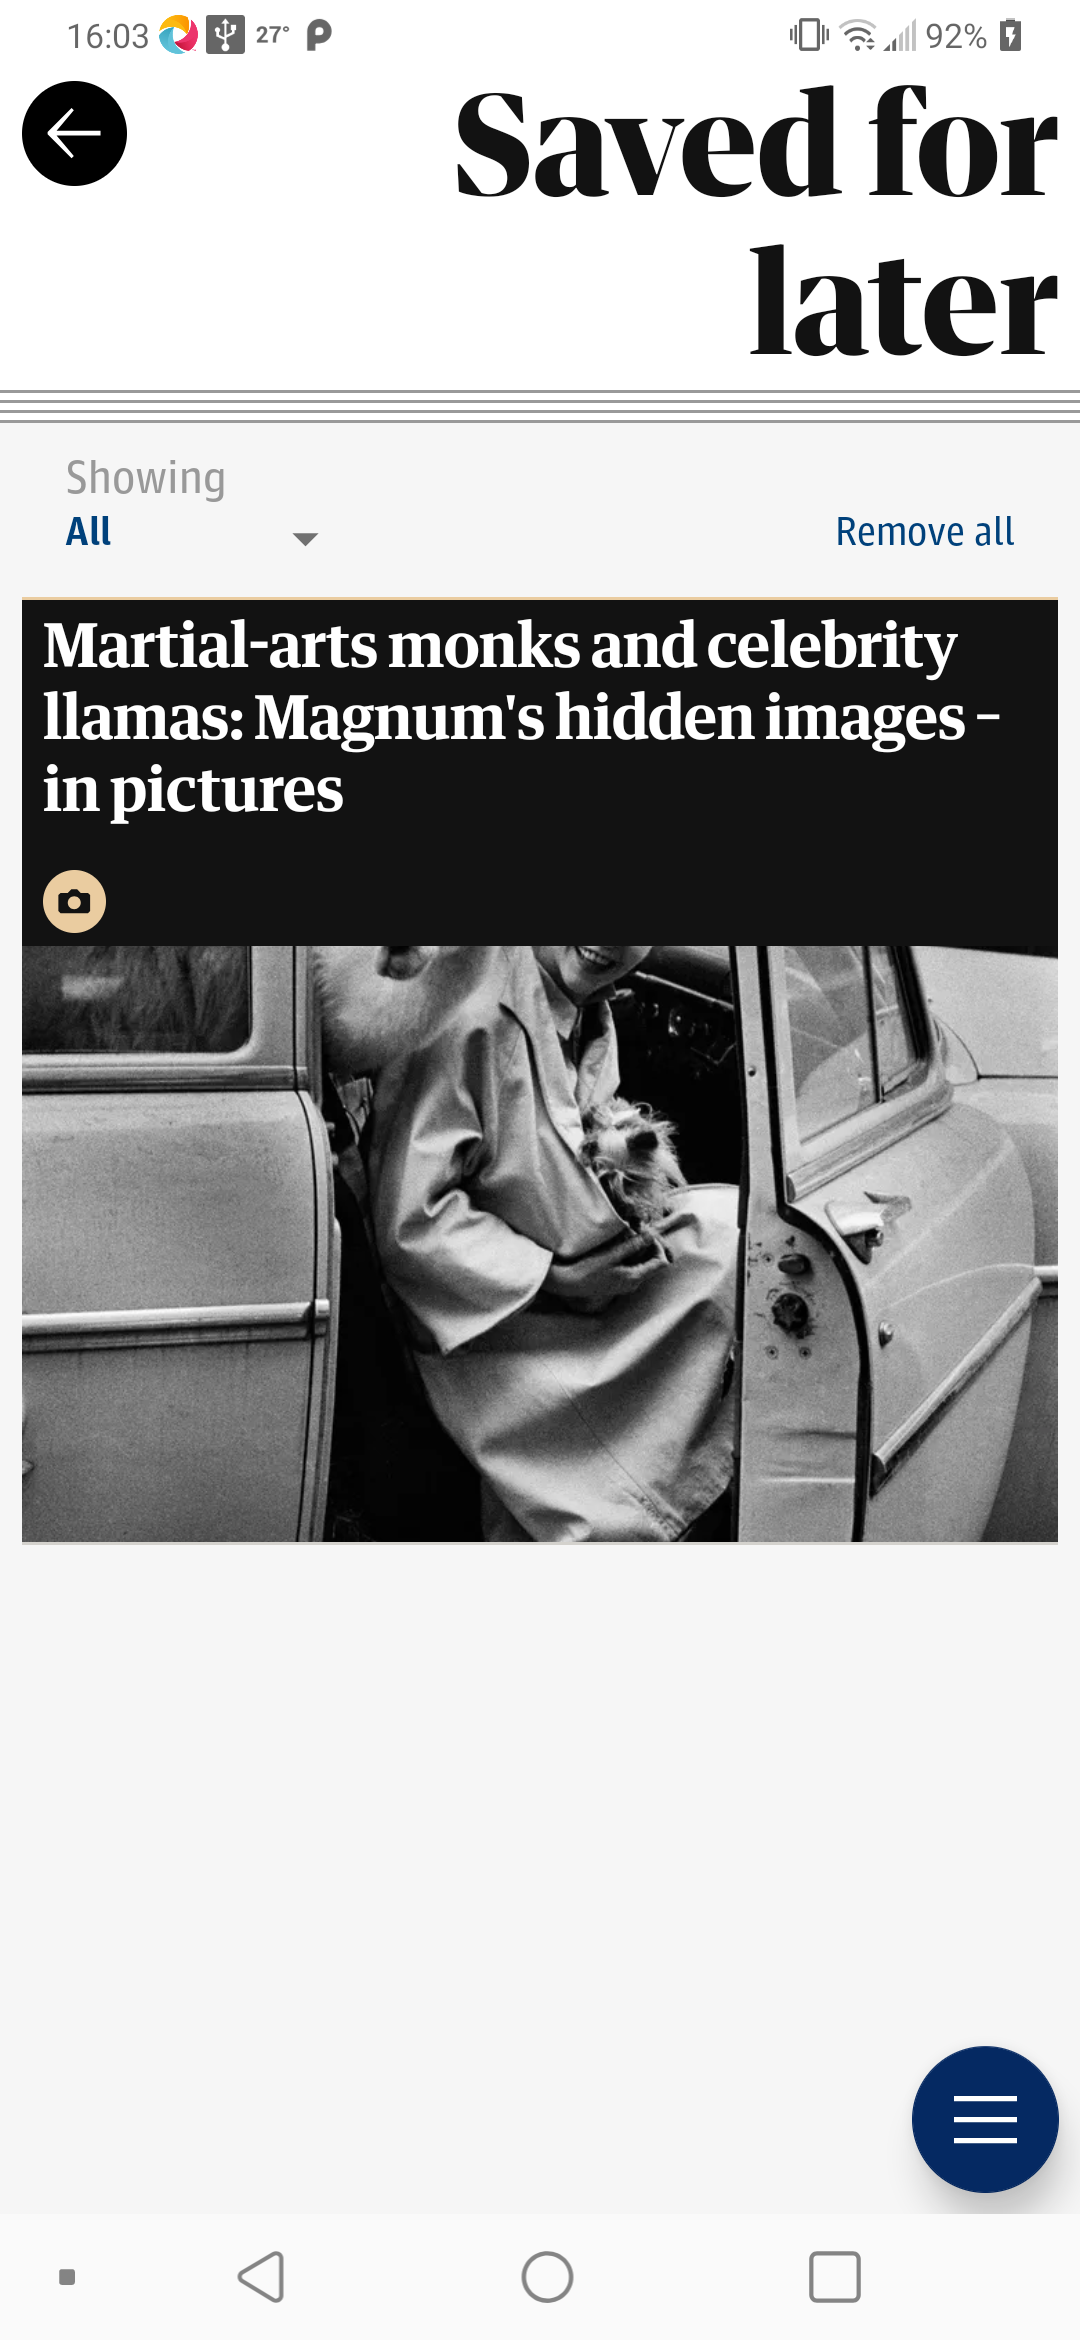 16:03 27° 92%
Saved for
later
Showing
All
Remove all
Martial-arts monks and celebrity
llamas: Magnum's hidden images –
in pictures